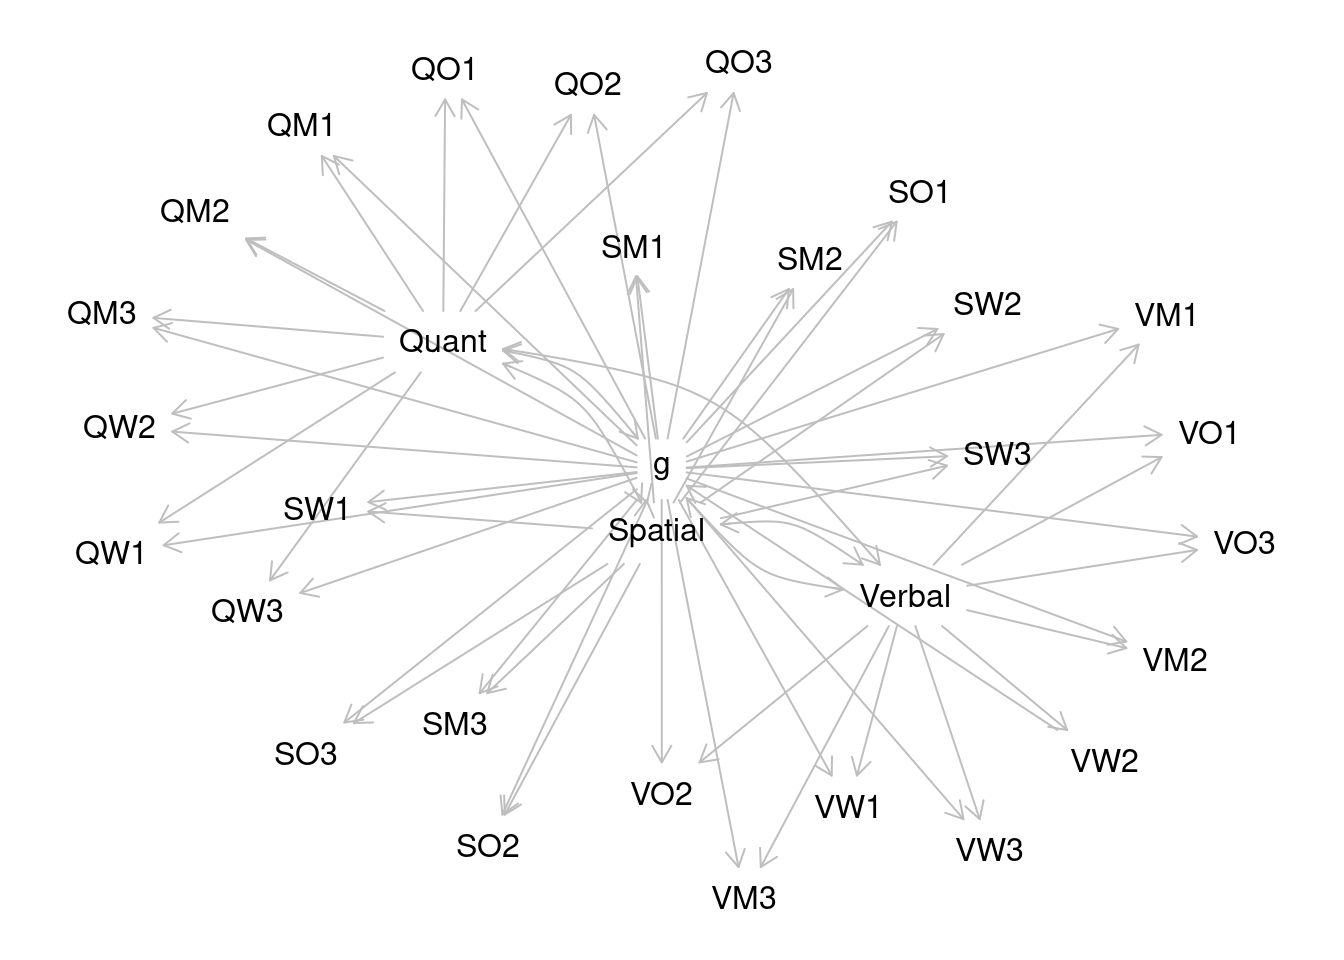 QO3
QO1
QO2
QM1
SO1
QM2
SM1
SM2
SW2
QM3
VM1
Quant
QW2
VO1
SW3
g
SW1
Spatial
VO3
QW1
Verbal
QW3
VM2
SM3
SO3
VW2
VO2
VW1
SO2
VW3
VM3